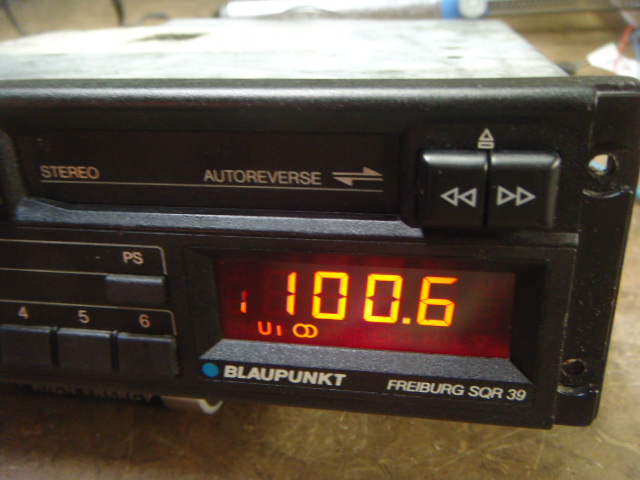 STEREO
AUTOREVERSE
PS
4 5 6
1 100.6
U1
BLAUPUNKT
FREIBURG SQR 39